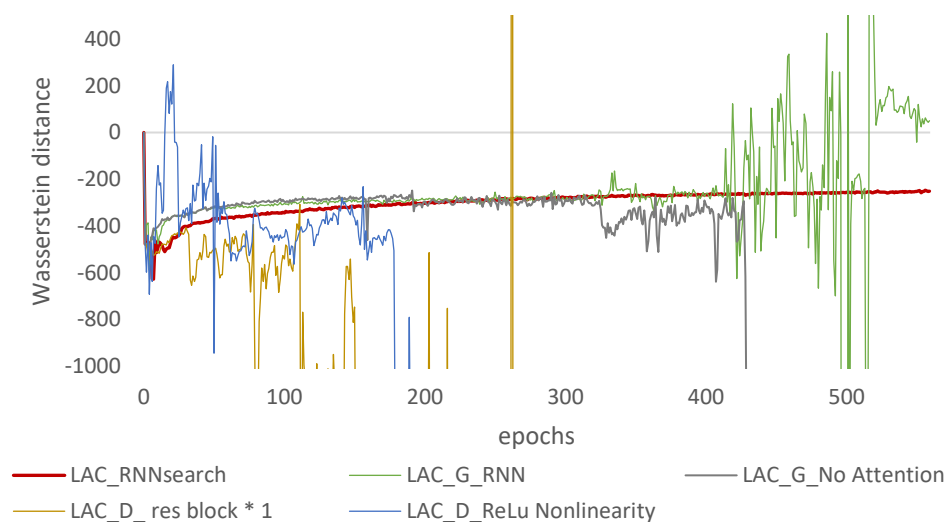 400
200
0
-200
-400
-600
-800
-1000
Wasserstein distance
0 100 200 300 400 500
epochs
LAC_RNNsearch LAC_G_RNN LAC_G_No Attention
LAC_D_ res block * 1 LAC_D_ReLu Nonlinearity